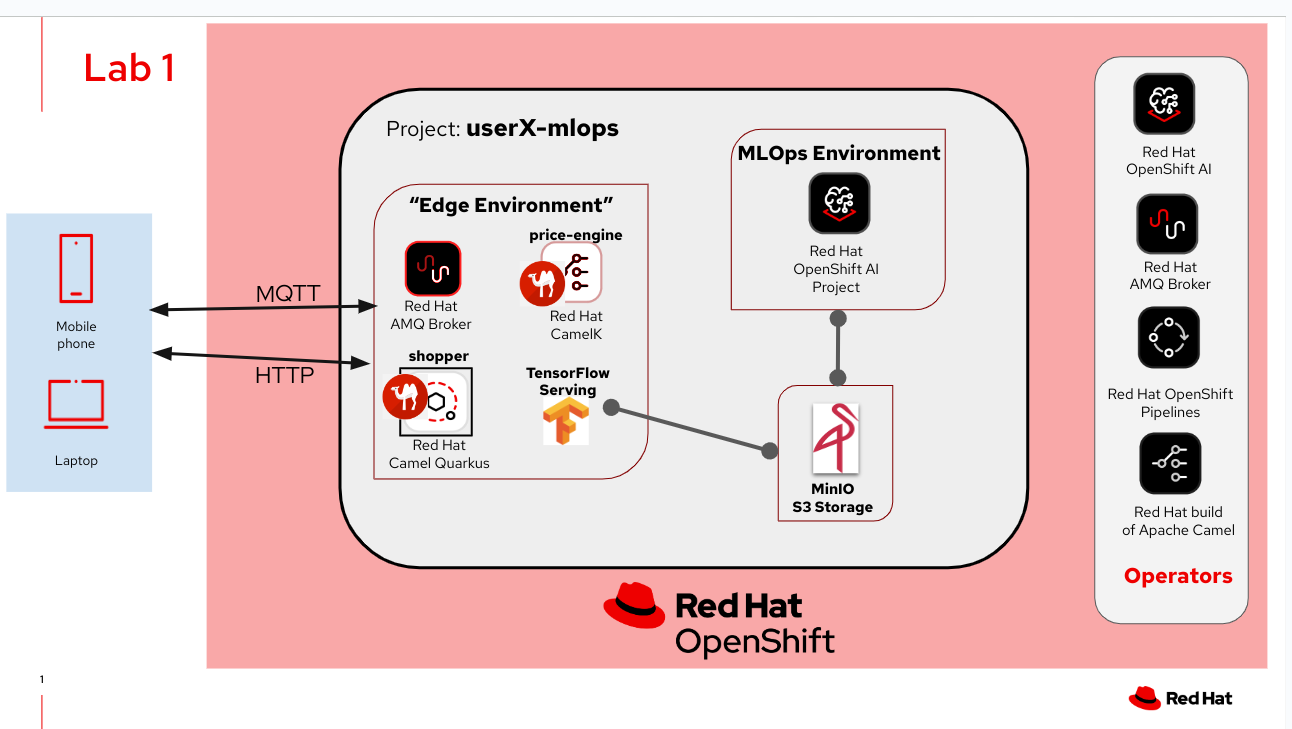 Lab 1
Project: userX-mlops
“Edge Environment”
Red Hat
AMQ Broker
price-engine
Red Hat
CamelK
shopper
Red Hat
Camel Quarkus
TensorFlow
Serving
MLOps Environment
Red Hat
OpenShift AI
Project
MinIO
S3 Storage
MQTT
HTTP
Mobile
phone
Laptop
Red Hat
OpenShift AI
Red Hat
AMQ Broker
Red Hat OpenShift
Pipelines
Red Hat build
of Apache Camel
Operators
Red Hat
OpenShift
1
Red Hat